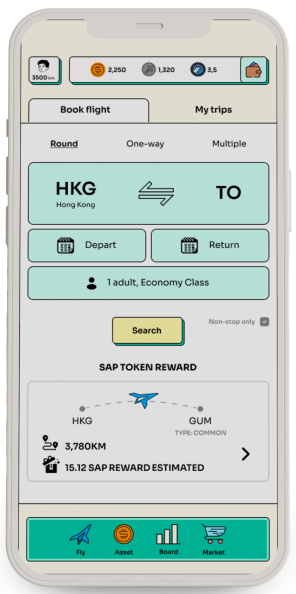 3500 km
2,250
1,320
3,5
Book flight
My trips
Round
One-way
Multiple
HKG
Hong Kong
TO
Depart
Return
1 adult, Economy Class
Search
Non-stop only
SAP TOKEN REWARD
HKG
GUM
TYPE: COMMON
3,780KM
15.12 SAP REWARD ESTIMATED
Fly
Asset
Board
Market